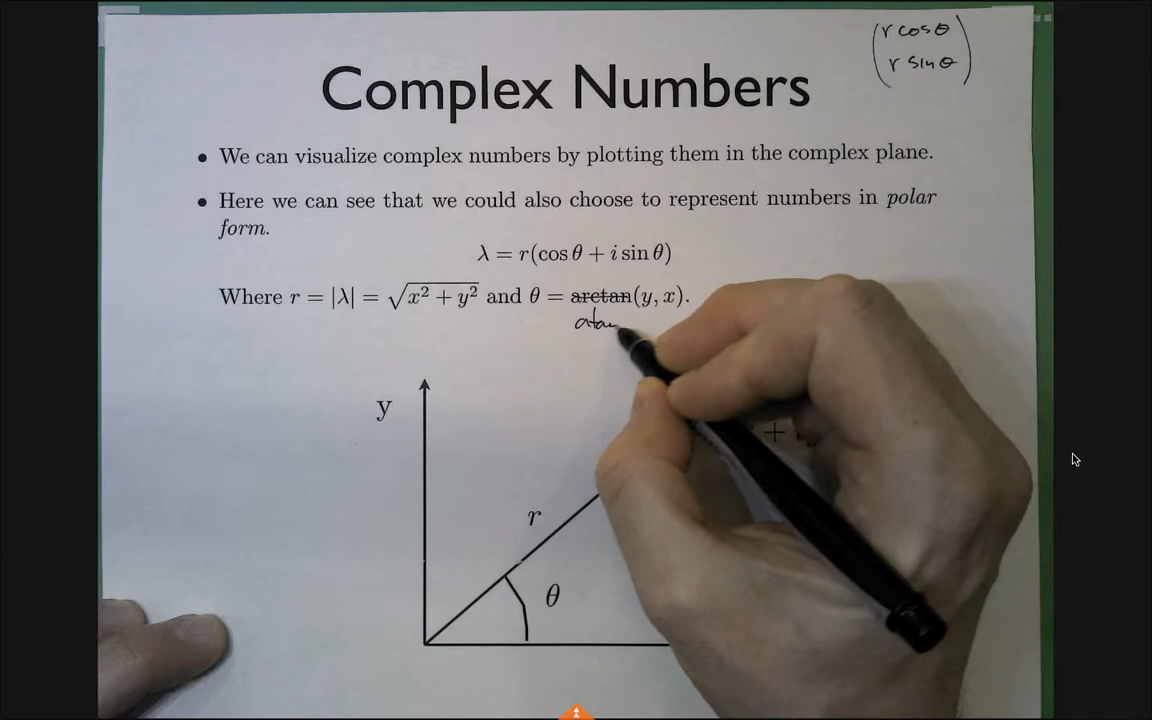 r cos θ
r sin θ
Complex Numbers
• We can visualize complex numbers by plotting them in the complex plane.
• Here we can see that we could also choose to represent numbers in polar
form.
λ = r(cos θ + i sin θ)
Where r = |λ| = √(x² + y²) and θ = arctan(y, x).
atan
y
r
θ